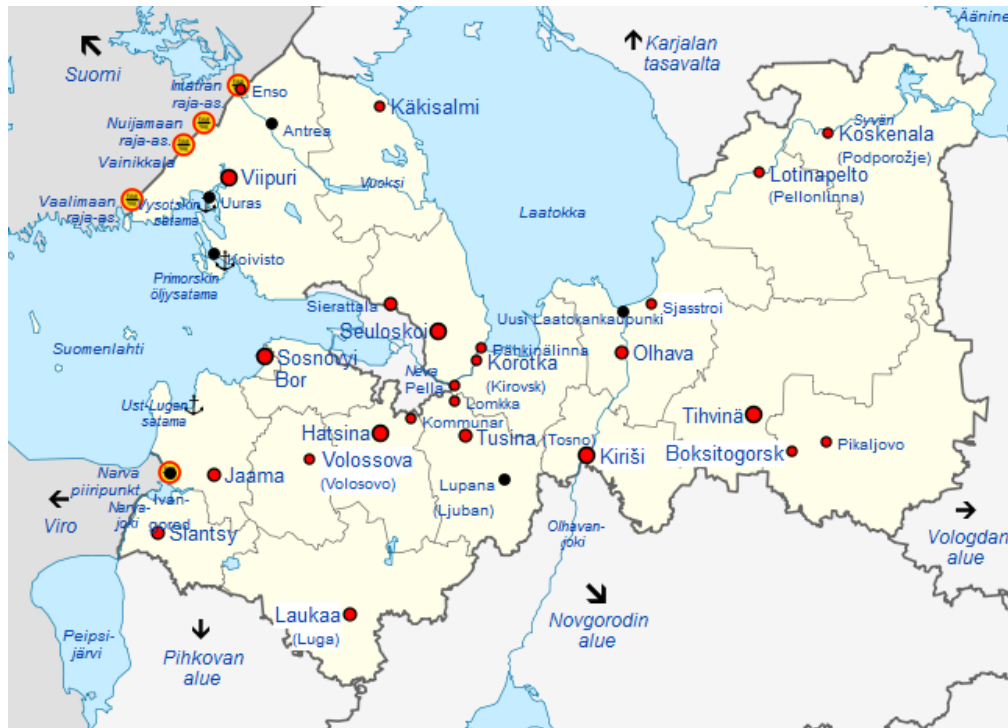 Suomi
Karjalan
tasavalta
Äänine
Imatran
raja-as.
Enso
Käkisalmi
Nuijamaan
raja-as.
Antrea
Syvän
Koskenala
(Podporožje)
Vainikkala
Viipuri
Vuoksi
Lotinapelto
(Pellonlinna)
Vaalimaan
raja-as.
Vysotskin
satama
Uuras
Laatokka
Koivisto
Primorskin
öljysatama
Sierattala
Seuloskoi
Uusi Laatokankaupunki
Sjasstroi
Suomenlahti
Sosnovyi
Bor
Pähkinälinna
Korotka
(Kirovsk)
Olhava
Neva
Pella
Lomkka
Ust-Lugan
satama
Kommunar
Hatsina
Tusina (Tosno)
Tihvinä
Kiriši
Boksitogorsk
Pikaljovo
Narva
piiripunkt
Jaama
Volossova
(Volosovo)
Lupana
(Ljuban)
Ivan-
gorod
Narva-
joki
Viro
Slantsy
Olhavan-
joki
Vologdan
alue
Laukaa
(Luga)
Novgorodin
alue
Peipsi-
järvi
Pihkovan
alue